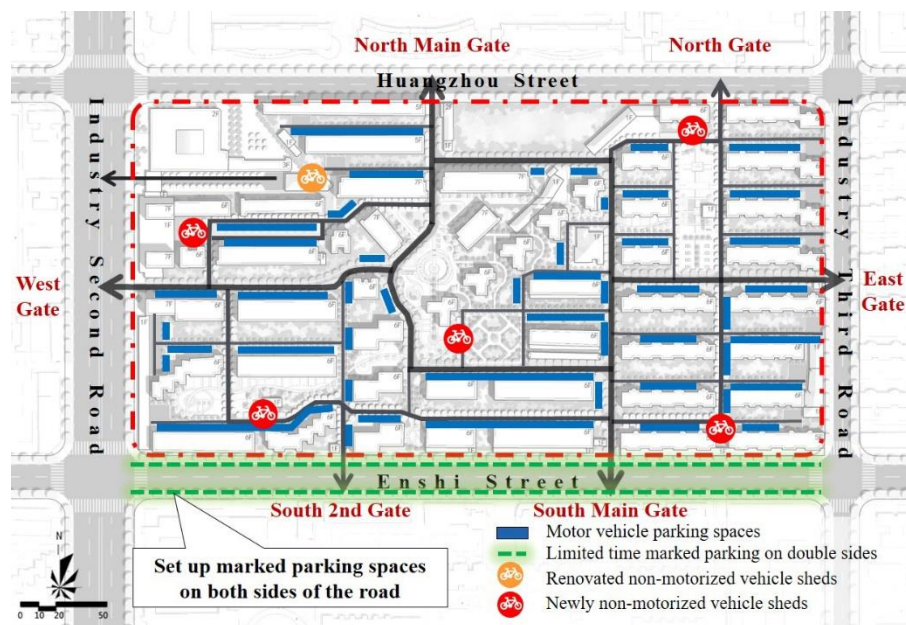 North Main Gate
North Gate
Huangzhou Street
Industry Second Road
Industry Third Road
West
Gate
East
Gate
Enshi Street
South 2nd Gate
South Main Gate
Set up marked parking spaces
on both sides of the road
Motor vehicle parking spaces
Limited time marked parking on double sides
Renovated non-motorized vehicle sheds
Newly non-motorized vehicle sheds
N
0 10 20 50